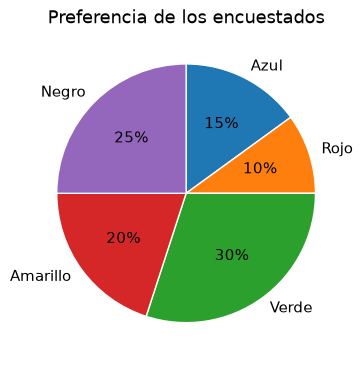 Preferencia de los encuestados
Azul
Negro
15%
25%
Rojo
10%
20%
30%
Amarillo
Verde